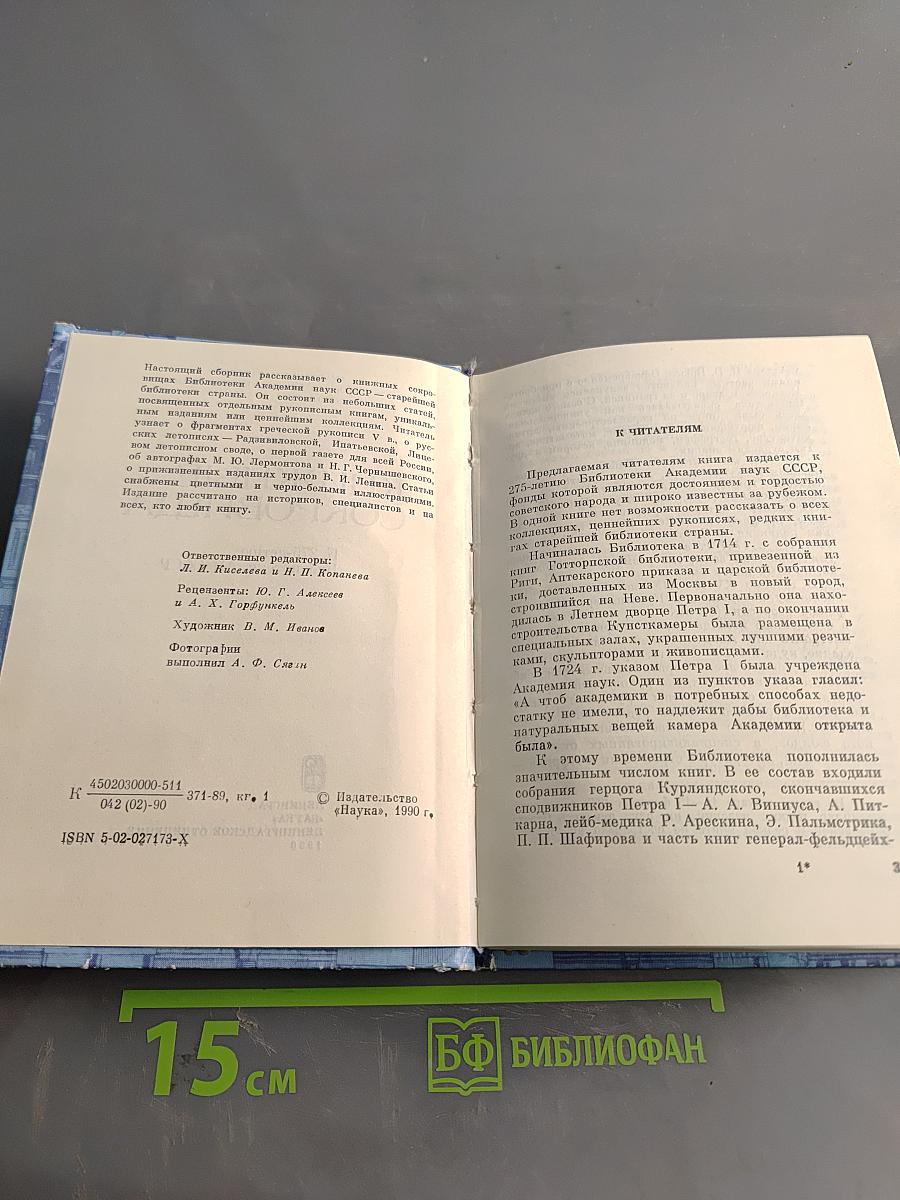 Настоящий сборник рассказывает о книжных сокро-
вищах Библиотеки Академии наук СССР — старейшей
библиотеки страны. Он состоит из небольших статей,
посвященных отдельным рукописным книгам, уникаль-
ным изданиям или ценнейшим коллекциям. Читатель
узнает о фрагментах греческой рукописи V в., о рус-
ских летописях — Радзивиловской, Ипатьевской, Лице-
вом летописном своде, о первой газете для всей России,
об автографах М. Ю. Лермонтова и Н. Г. Чернышевского,
о прижизненных изданиях трудов В. И. Ленина. Статьи
снабжены цветными и черно-белыми иллюстрациями.
Издание рассчитано на историков, специалистов и на
всех, кто любит книгу.
Ответственные редакторы:
Л. И. Киселева и Н. П. Копанева
Рецензенты: Ю. Г. Алексеев
и А. Х. Горфункель
Художник В. М. Иванов
Фотографии
выполнил А. Ф. Сягин
К 4502030000-511
042 (02)-90 371-89, кг. 1
© Издательство
«Наука», 1990 г.
ISBN 5-02-027173-X
К ЧИТАТЕЛЯМ
Предлагаемая читателям книга издается к
275-летию Библиотеки Академии наук СССР,
фонды которой являются достоянием и гордостью
советского народа и широко известны за рубежом.
В одной книге нет возможности рассказать о всех
коллекциях, ценнейших рукописях, редких кни-
гах старейшей библиотеки страны.
Начиналась Библиотека в 1714 г. с собрания
книг Готторпской библиотеки, привезенной из
Риги, Аптекарского приказа и царской библиоте-
ки, доставленных из Москвы в новый город,
строившийся на Неве. Первоначально она нахо-
дилась в Летнем дворце Петра I, а по окончании
строительства Кунсткамеры была размещена в
специальных залах, украшенных лучшими резчи-
ками, скульпторами и живописцами.
В 1724 г. указом Петра I была учреждена
Академия наук. Один из пунктов указа гласил:
«А чтоб академики в потребных способах недо-
статку не имели, то надлежит дабы библиотека и
натуральных вещей камера Академии открыта
была».
К этому времени Библиотека пополнилась
значительным числом книг. В ее состав входили
собрания герцога Курляндского, скончавшихся
сподвижников Петра I — А. А. Виниуса, А. Пит-
карна, лейб-медика Р. Арескина, Э. Пальмстрика,
П. П. Шафирова и часть книг генерал-фельдцейх-
1* 3
15 см
БФ БИБЛИОФАН